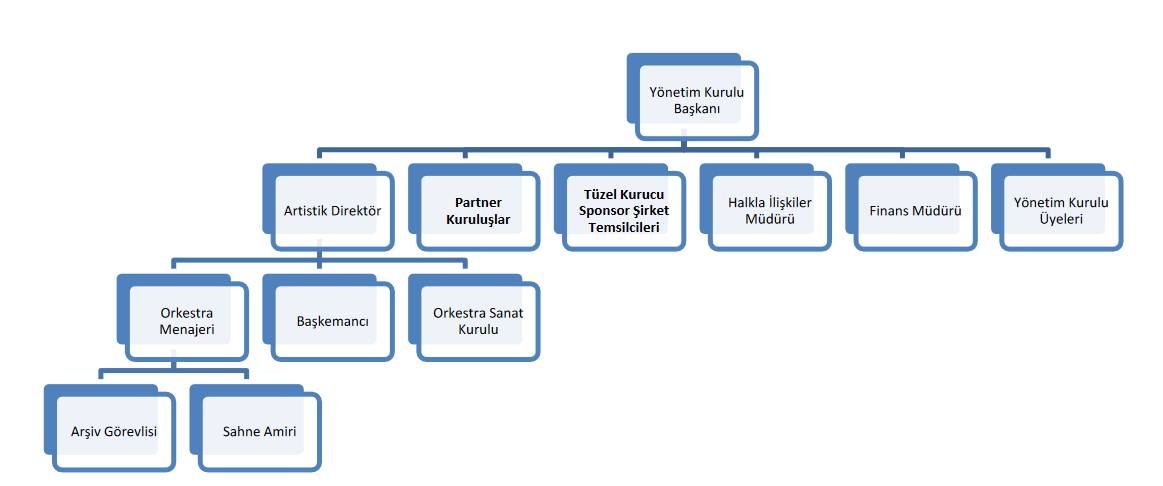 Yönetim Kurulu
Başkanı
Artistik Direktör
Partner
Kuruluşlar
Tüzel Kurucu
Sponsor Şirket
Temsilcileri
Halkla İlişkiler
Müdürü
Finans Müdürü
Yönetim Kurulu
Üyeleri
Orkestra
Menajeri
Başkemancı
Orkestra Sanat
Kurulu
Arşiv Görevlisi
Sahne Amiri